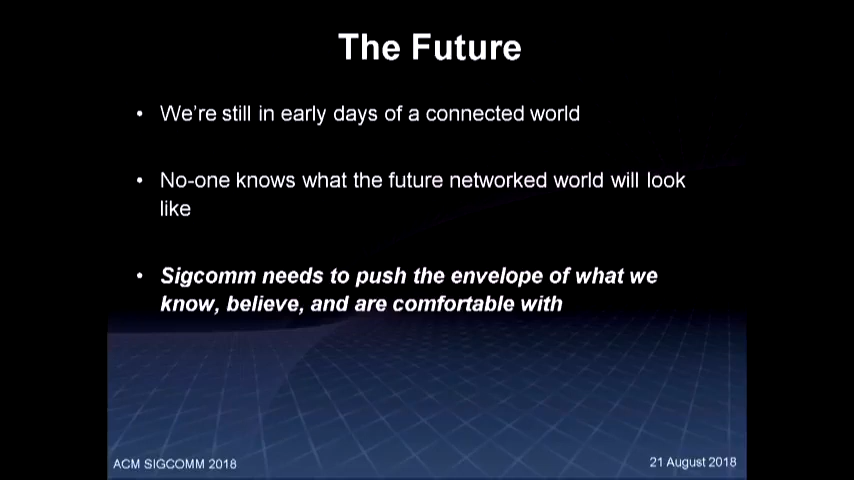 The Future
• We're still in early days of a connected world
• No-one knows what the future networked world will look
like
• Sigcomm needs to push the envelope of what we
know, believe, and are comfortable with
ACM SIGCOMM 2018
21 August 2018